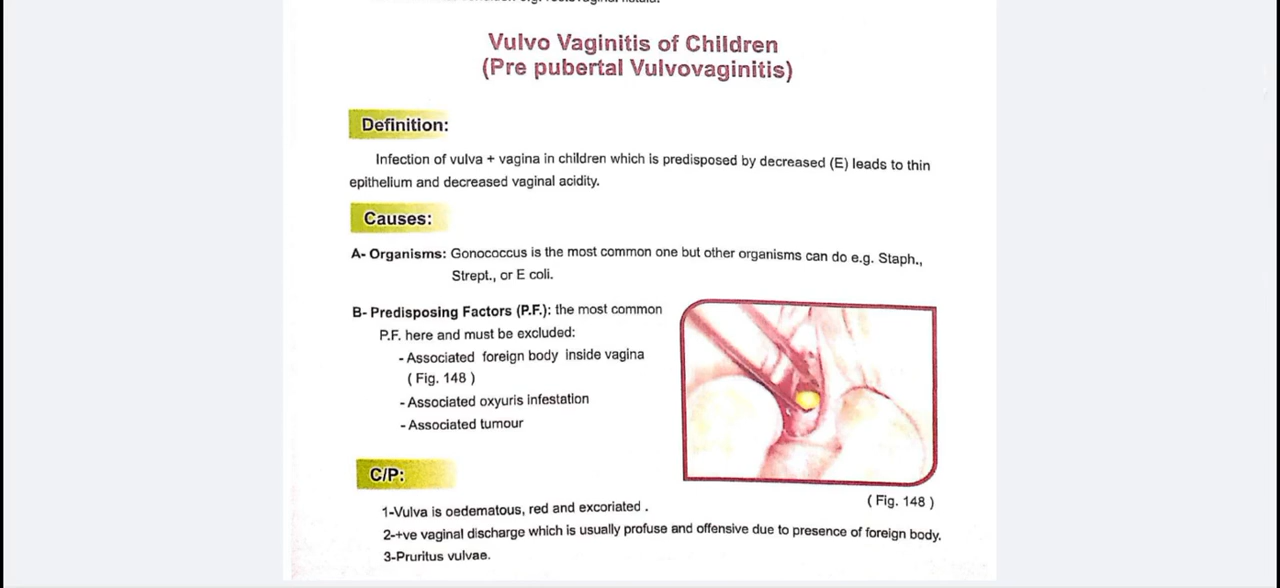 Vulvo Vaginitis of Children
(Pre pubertal Vulvovaginitis)
Definition:
Infection of vulva + vagina in children which is predisposed by decreased (E) leads to thin
epithelium and decreased vaginal acidity.
Causes:
A- Organisms: Gonococcus is the most common one but other organisms can do e.g. Staph.,
Strept., or E coli.
B- Predisposing Factors (P.F.): the most common
P.F. here and must be excluded:
- Associated foreign body inside vagina
( Fig. 148 )
- Associated oxyuris infestation
- Associated tumour
( Fig. 148 )
C/P:
1-Vulva is oedematous, red and excoriated .
2-+ve vaginal discharge which is usually profuse and offensive due to presence of foreign body.
3-Pruritus vulvae.